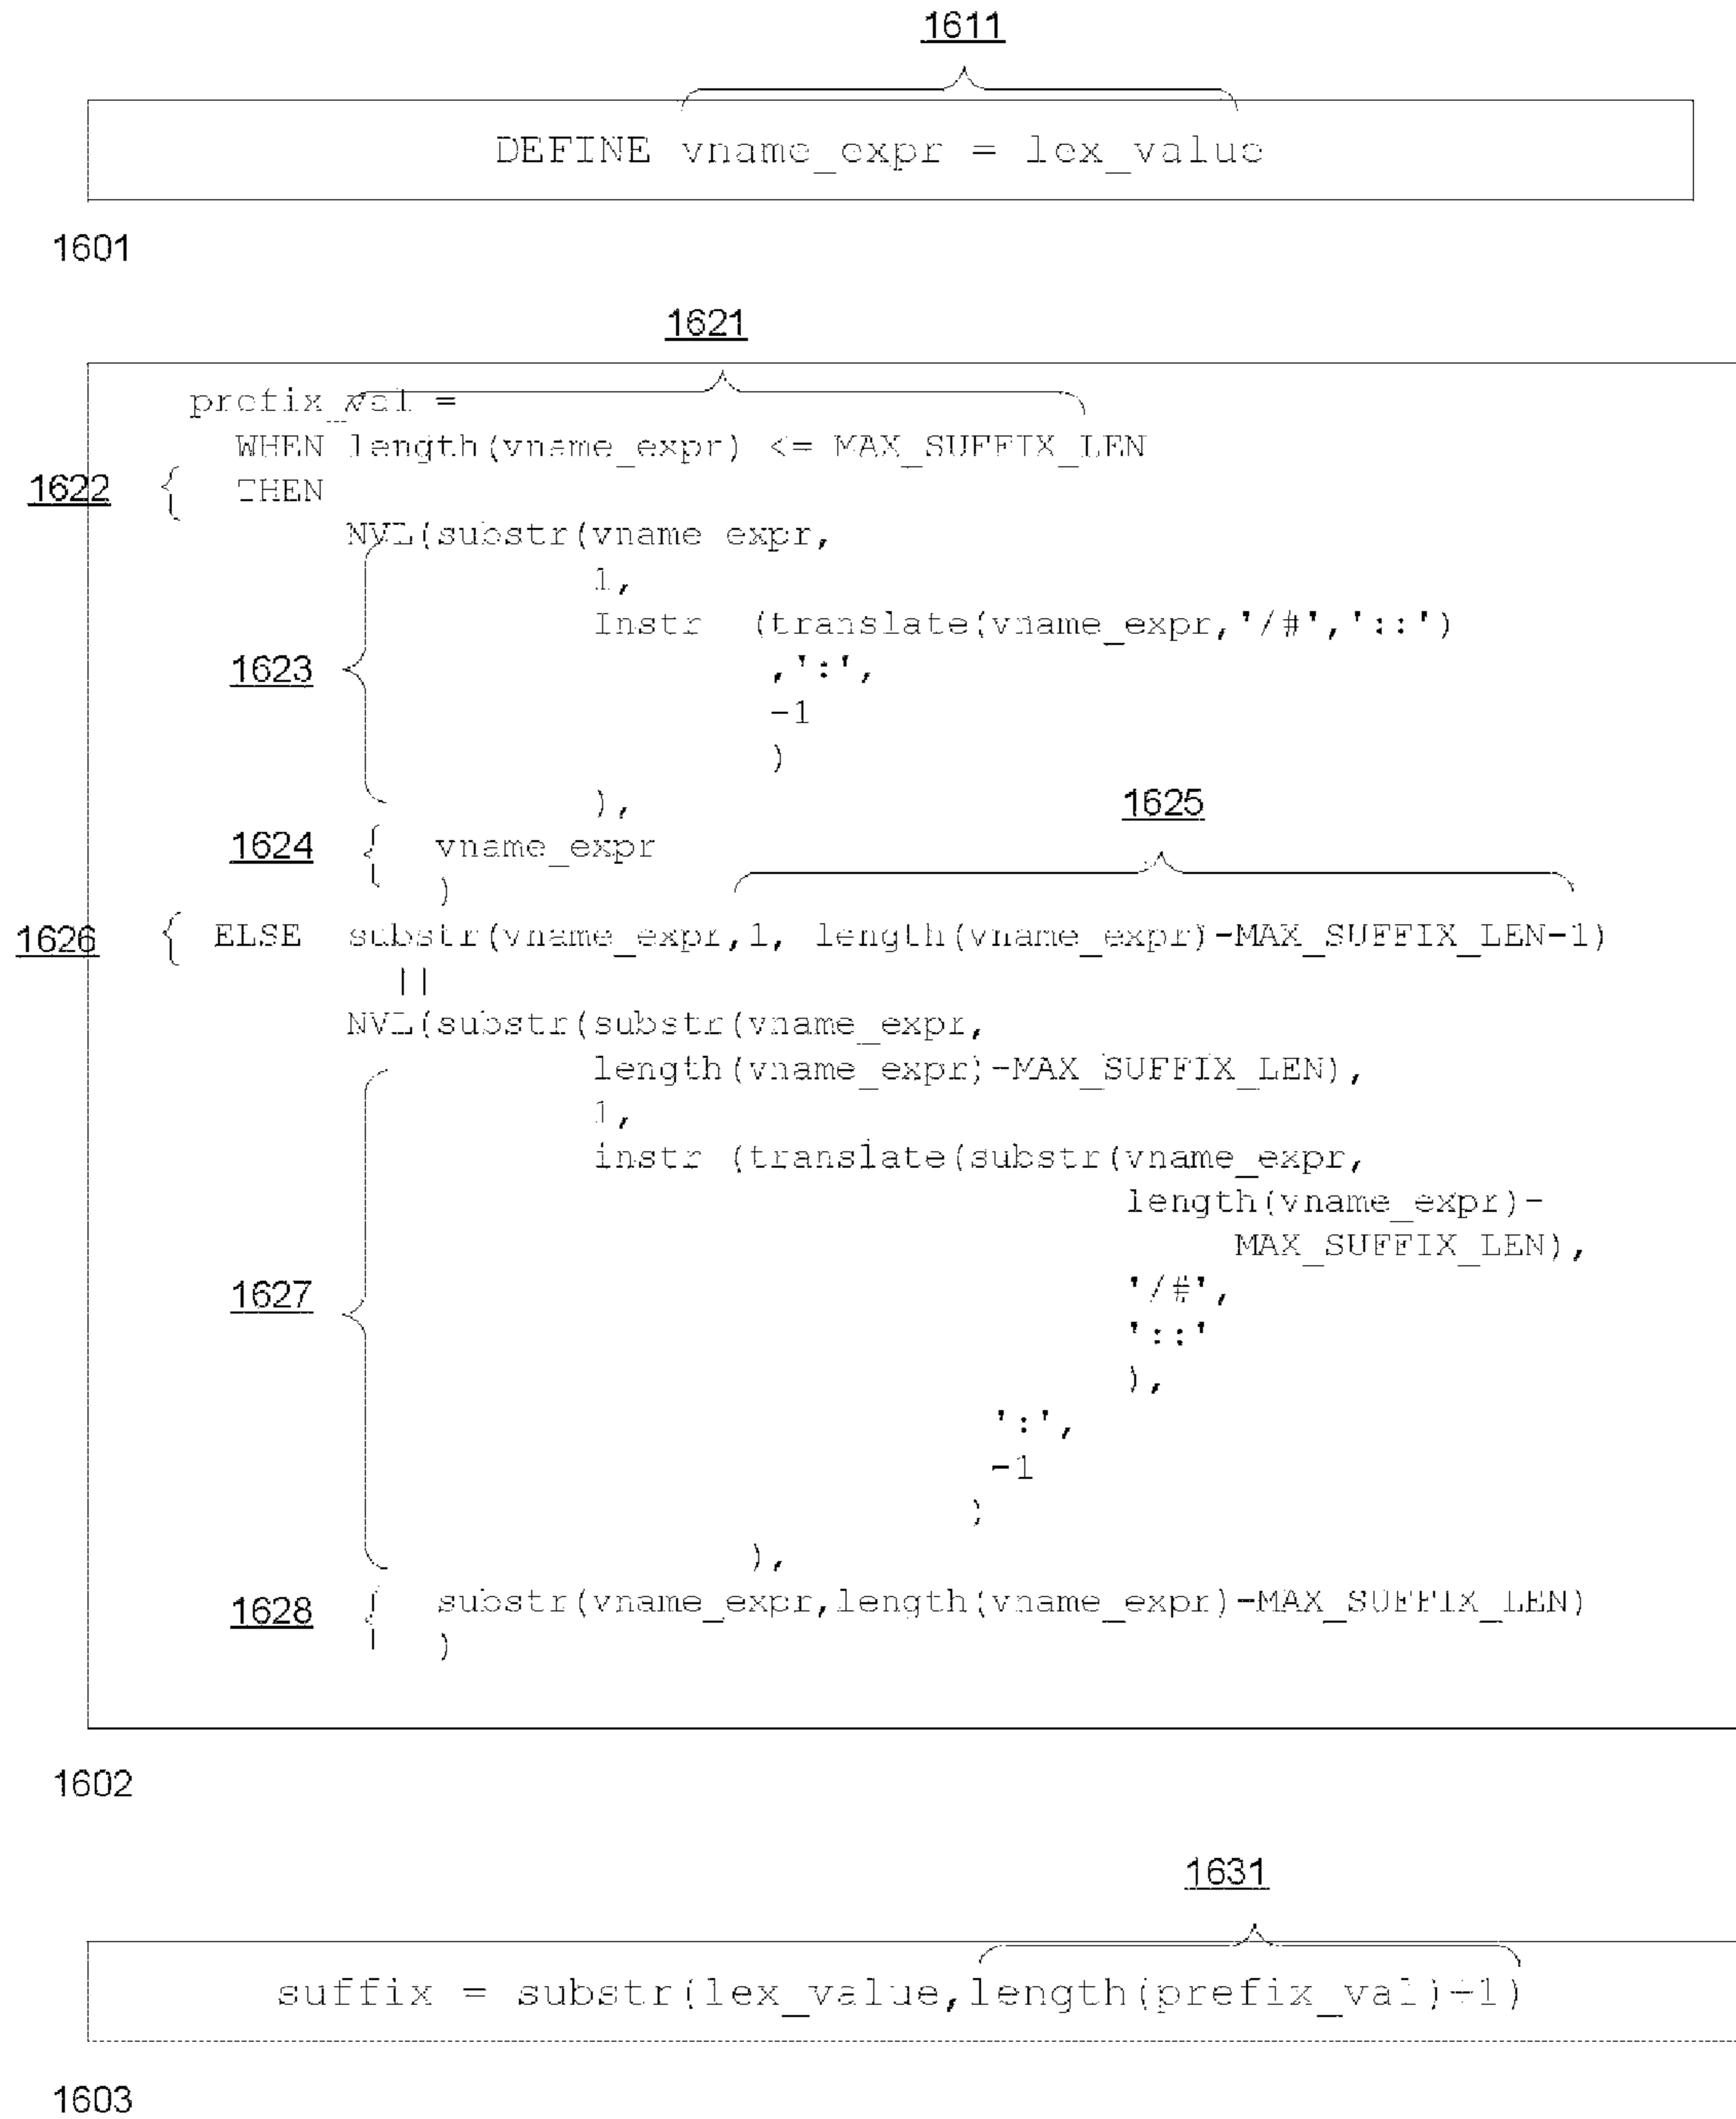 1611
DEFINE vname_expr = lex_value
1601
1621
prefix_val =
WHEN length(vname_expr) <= MAX_SUFFIX_LEN
1622 { THEN
NVL(substr(vname_expr,
1,
Instr (translate(vname_expr,'/#','::')
1623
,':',
-1
)
),
1625
1624 { vname_expr
)
1626 { ELSE substr(vname_expr,1, length(vname_expr)-MAX_SUFFIX_LEN-1)
||
NVL(substr(substr(vname_expr,
length(vname_expr)-MAX_SUFFIX_LEN),
1,
instr (translate(substr(vname_expr,
length(vname_expr)-
MAX_SUFFIX_LEN),
1627
'/#',
'::'
),
':',
-1
)
),
1628 { substr(vname_expr,length(vname_expr)-MAX_SUFFIX_LEN)
)
1602
1631
suffix = substr(lex_value,length(prefix_val)+1)
1603